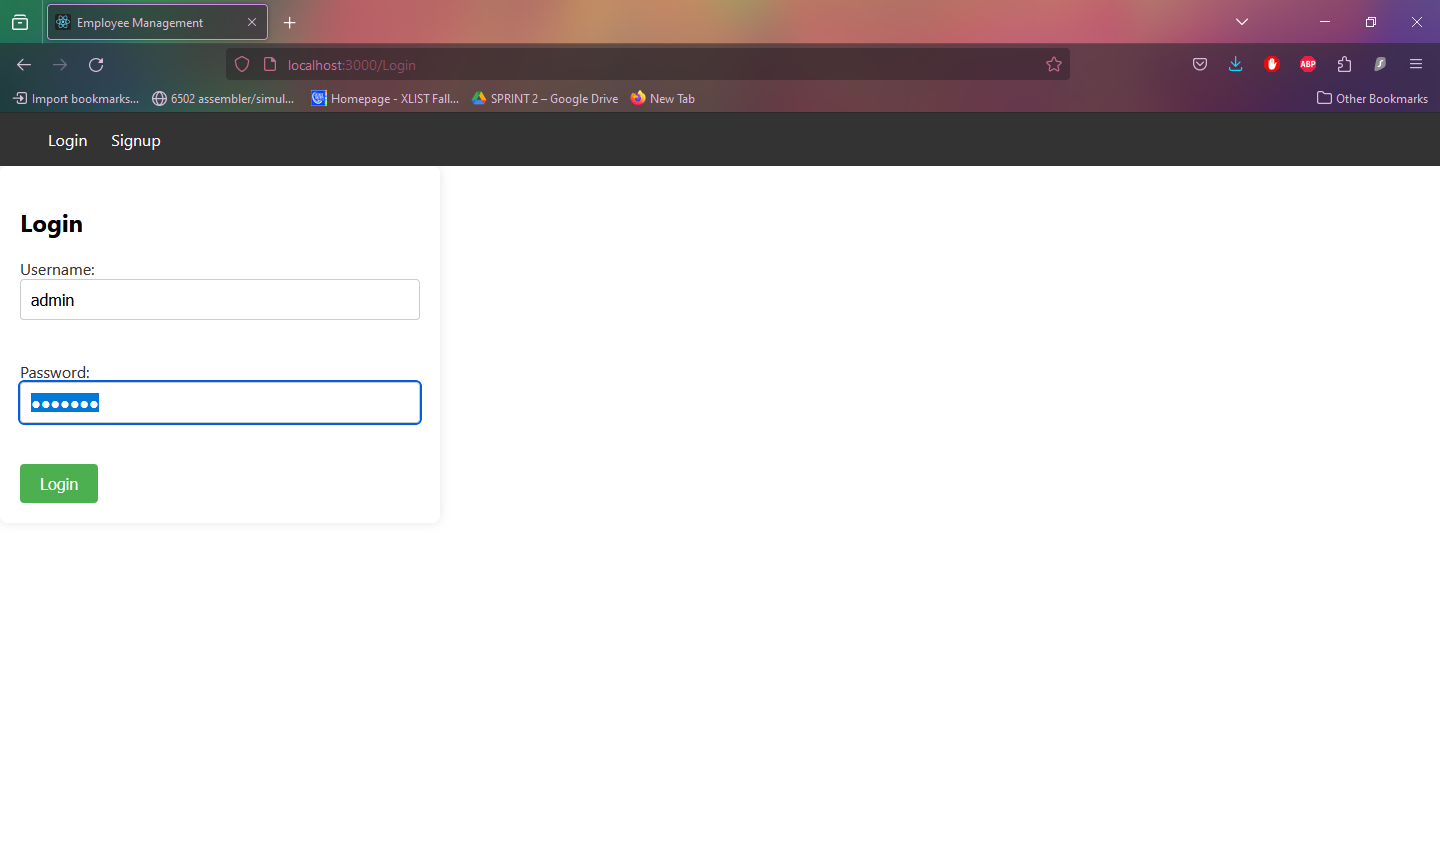 Employee Management
localhost:3000/Login
ABP
Import bookmarks... 6502 assembler/simul... Homepage - XLIST Fall... SPRINT 2 – Google Drive New Tab Other Bookmarks
Login Signup
Login
Username:
admin
Password:
●●●●●●●
Login